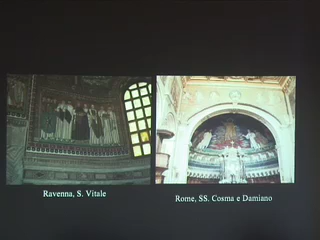 Ravenna, S. Vitale
Rome, SS. Cosma e Damiano